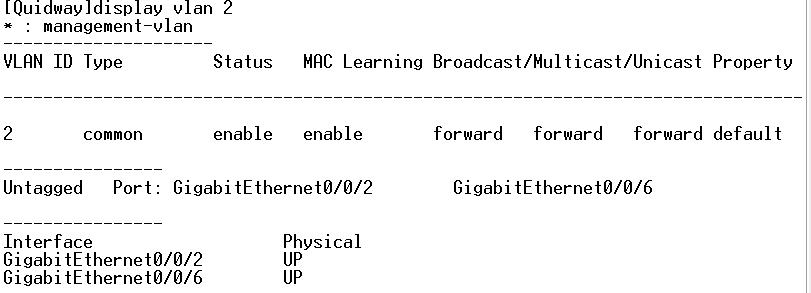 [Quidway]display vlan 2
* : management-vlan
---------------------
VLAN ID Type         Status   MAC Learning Broadcast/Multicast/Unicast Property
--------------------------------------------------------------------------------
2       common       enable   enable       forward   forward   forward default
----------------
Untagged   Port: GigabitEthernet0/0/2        GigabitEthernet0/0/6
----------------
Interface                   Physical
GigabitEthernet0/0/2        UP
GigabitEthernet0/0/6        UP